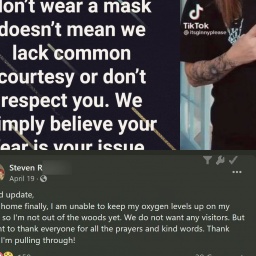 don't wear a mask
doesn't mean we
lack common
courtesy or don't
respect you. We
simply believe your
fear is your issue
TikTok
@itsginnyplease
Steven R
April 19
update,
home finally, I am unable to keep my oxygen levels up on my
so I'm not out of the woods yet. We do not want any visitors. But
to thank everyone for all the prayers and kind words. Thank
I'm pulling through!